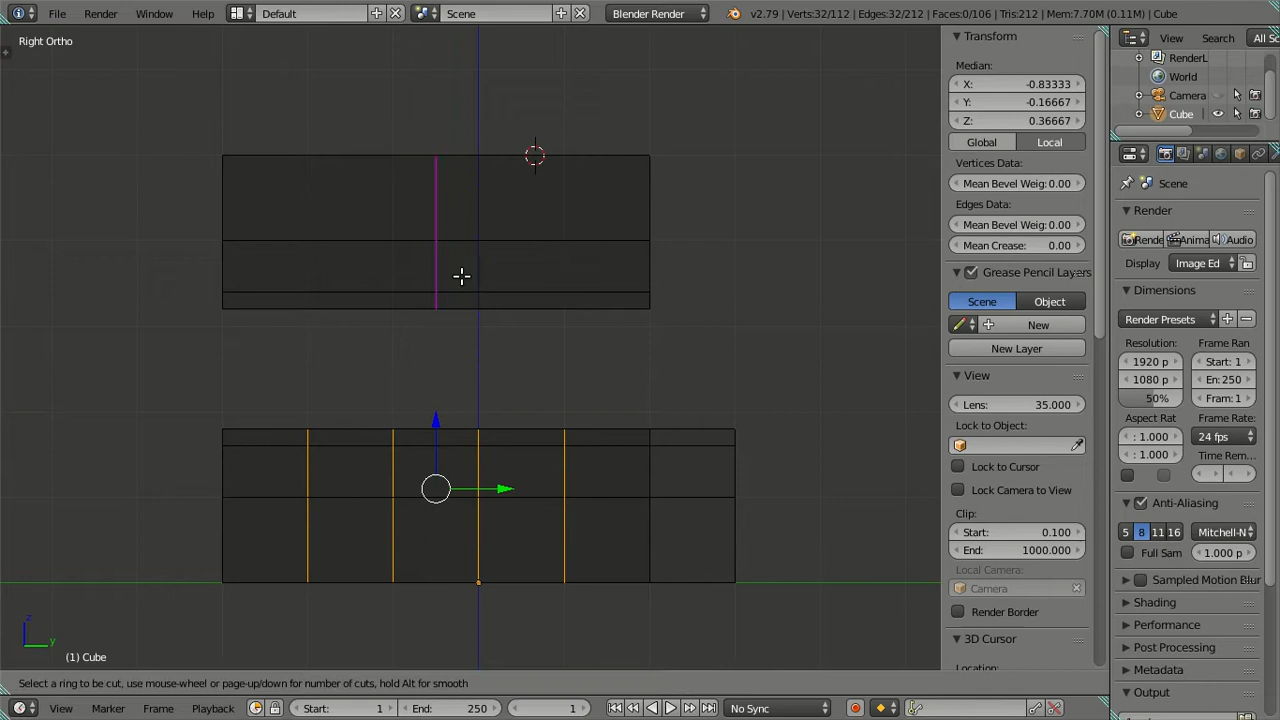 File Render Window Help Default Scene Blender Render v2.79 | Verts:32/112 | Edges:32/212 | Faces:0/106 | Tris:212 | Mem:7.70M (0.11M) | Cube
Right Ortho
(1) Cube
z
y
Select a ring to be cut, use mouse-wheel or page-up/down for number of cuts, hold Alt for smooth
Transform
Median:
X: -0.83333
Y: -0.16667
Z: 0.36667
Global Local
Vertices Data:
Mean Bevel Weig: 0.00
Edges Data:
Mean Bevel Weig: 0.00
Mean Crease: 0.00
Grease Pencil Layers
Scene Object
New
New Layer
View
Lens: 35.000
Lock to Object:
Lock to Cursor
Lock Camera to View
Clip:
Start: 0.100
End: 1000.000
Local Camera:
Camera
Render Border
3D Cursor
Location:
View Search All Sc
RenderL
World
Camera
Cube
Scene
Render
Rende Anima Audio
Display Image Ed
Dimensions
Render Presets
Resolution: Frame Ran
1920 p Start: 1
1080 p En: 250
50% Fram: 1
Aspect Rat Frame Rate:
: 1.000 24 fps
: 1.000 Time Rem
Anti-Aliasing
5 8 11 16 Mitchell-N
Full Sam 1.000 p
Sampled Motion Blur
Shading
Performance
Post Processing
Metadata
Output
View Marker Frame Playback Start: 1 End: 250 1 No Sync